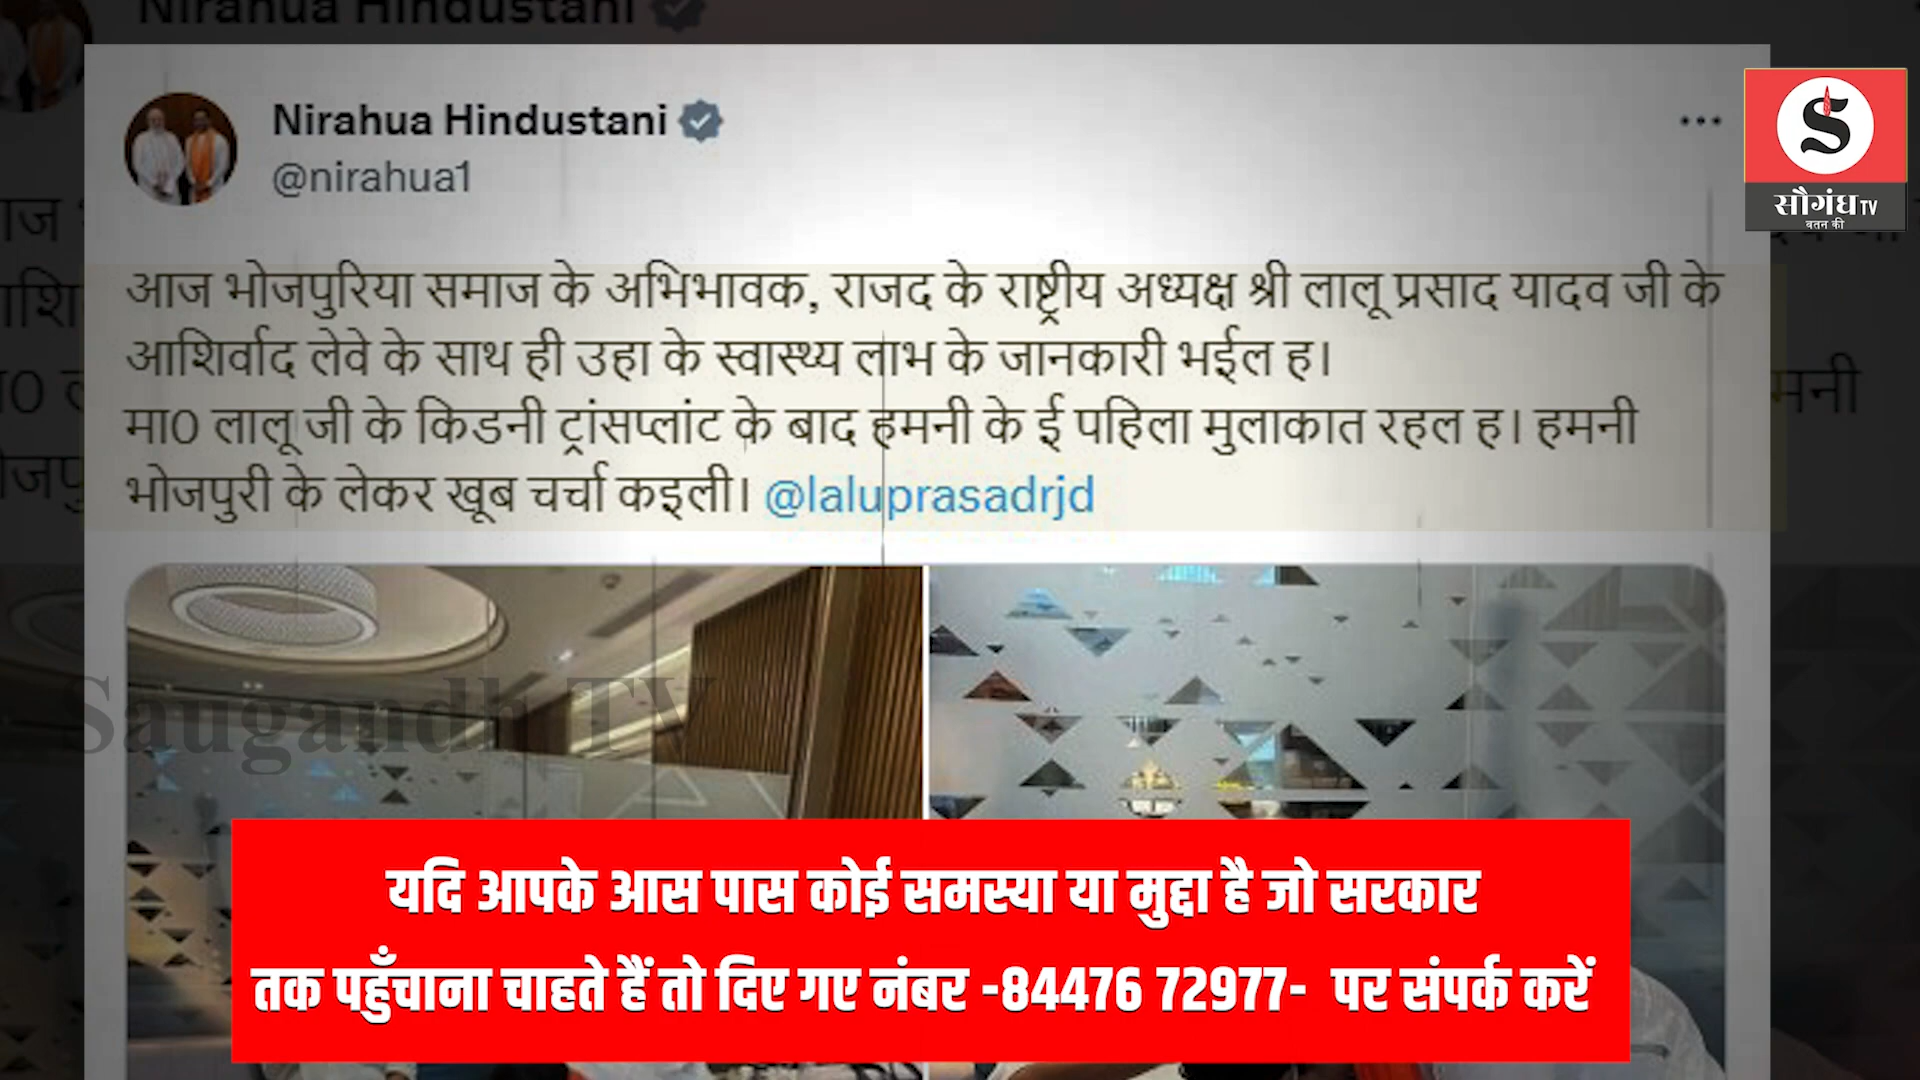 Nirahua Hindustani
Nirahua Hindustani
@nirahua1
आज भोजपुरिया समाज के अभिभावक, राजद के राष्ट्रीय अध्यक्ष श्री लालू प्रसाद यादव जी के
आशिर्वाद लेवे के साथ ही उहा के स्वास्थ्य लाभ के जानकारी भईल ह।
मा0 लालू जी के किडनी ट्रांसप्लांट के बाद हमनी के ई पहिला मुलाकात रहल ह। हमनी
भोजपुरी के लेकर खूब चर्चा कइली। @laluprasadrjd
S
सौगंध TV
वतन की
Saugandh TV
यदि आपके आस पास कोई समस्या या मुद्दा है जो सरकार
तक पहुँचाना चाहते हैं तो दिए गए नंबर -84476 72977- पर संपर्क करें